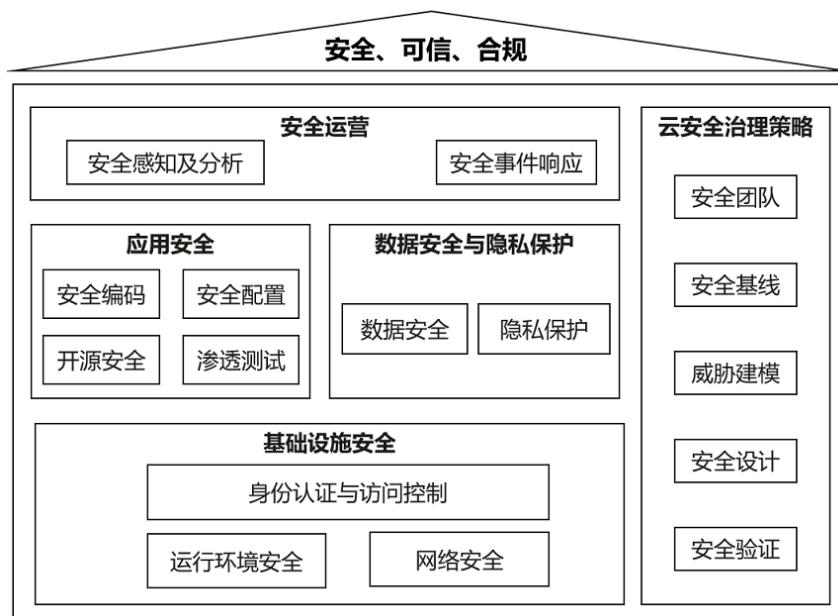 安全、可信、合规
安全运营
安全感知及分析
安全事件响应
应用安全
安全编码
安全配置
开源安全
渗透测试
数据安全与隐私保护
数据安全
隐私保护
基础设施安全
身份认证与访问控制
运行环境安全
网络安全
云安全治理策略
安全团队
安全基线
威胁建模
安全设计
安全验证